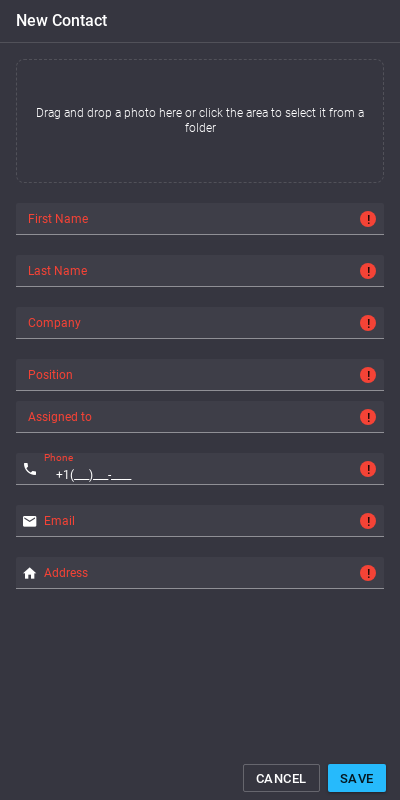 New Contact
Drag and drop a photo here or click the area to select it from a
folder
First Name
Last Name
Company
Position
Assigned to
Phone
+1(___)___-____
Email
Address
CANCEL SAVE